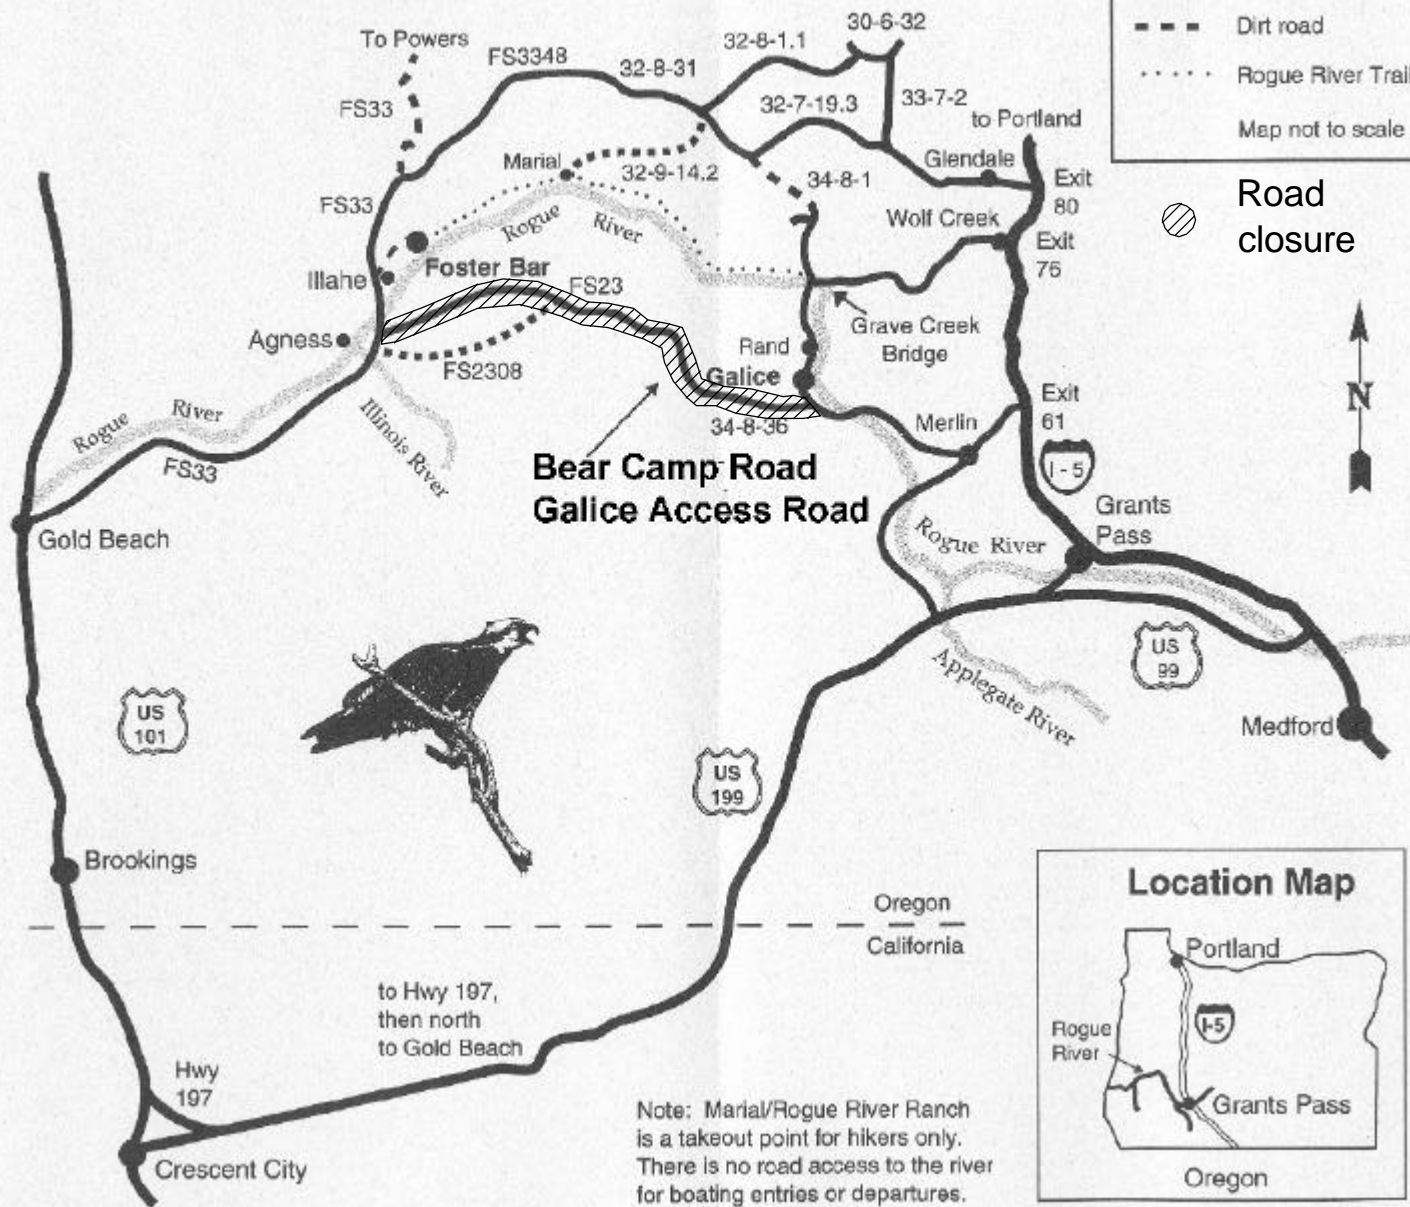 To Powers
FS3348
32-8-31
32-8-1.1
30-6-32
32-7-19.3
33-7-2
to Portland
Dirt road
Rogue River Trail
Map not to scale
Road
closure
FS33
Marial
32-9-14.2
34-8-1
Glendale
Exit
80
FS33
Rogue
River
Wolf Creek
Exit
76
Illahe
Foster Bar
FS23
Grave Creek
Bridge
Agness
FS2308
Rand
Galice
N
Rogue
River
FS33
Illinois River
34-8-36
Merlin
Exit
61
I-5
Bear Camp Road
Galice Access Road
Grants
Pass
Gold Beach
Rogue River
US
101
US
199
Applegate River
US
99
Medford
Brookings
Oregon
California
Location Map
Portland
I-5
Rogue
River
Grants Pass
Oregon
to Hwy 197,
then north
to Gold Beach
Hwy
197
Crescent City
Note: Marial/Rogue River Ranch
is a takeout point for hikers only.
There is no road access to the river
for boating entries or departures.